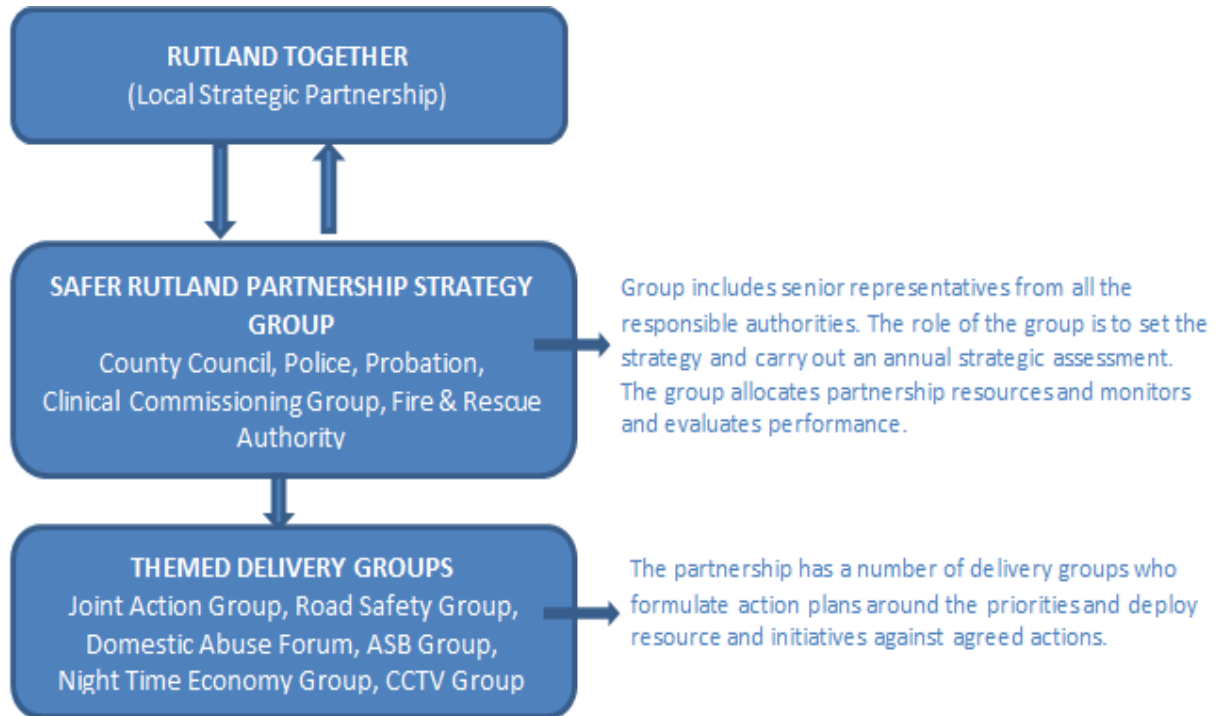 RUTLAND TOGETHER
(Local Strategic Partnership)
SAFER RUTLAND PARTNERSHIP STRATEGY
GROUP
County Council, Police, Probation,
Clinical Commissioning Group, Fire & Rescue
Authority
Group includes senior representatives from all the
responsible authorities. The role of the group is to set the
strategy and carry out an annual strategic assessment.
The group allocates partnership resources and monitors
and evaluates performance.
THEMED DELIVERY GROUPS
Joint Action Group, Road Safety Group,
Domestic Abuse Forum, ASB Group,
Night Time Economy Group, CCTV Group
The partnership has a number of delivery groups who
formulate action plans around the priorities and deploy
resource and initiatives against agreed actions.